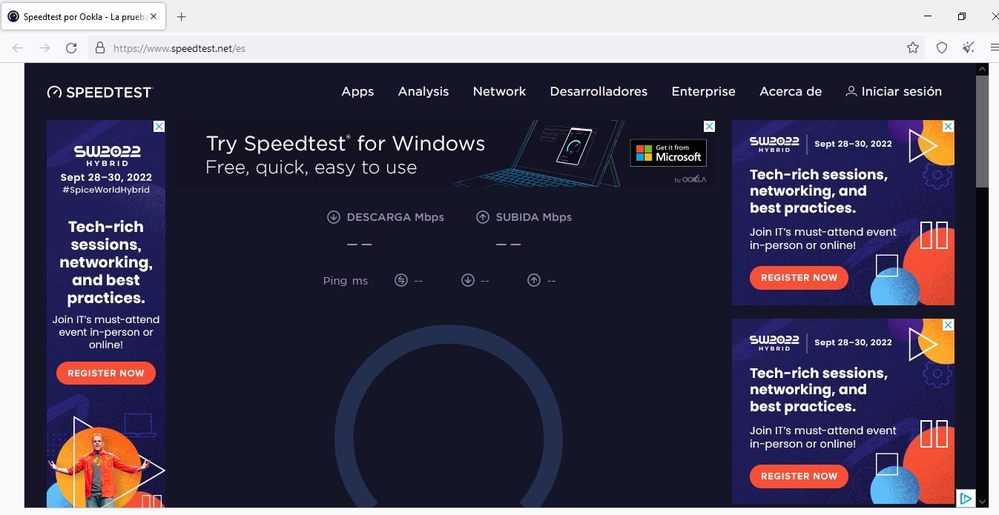 Speedtest por Ookla - La prueba
https://www.speedtest.net/es
SPEEDTEST
Apps
Analysis
Network
Desarrolladores
Enterprise
Acerca de
Iniciar sesión
SW2022
HYBRID
Sept 28–30, 2022
#SpiceWorldHybrid
Tech-rich
sessions,
networking,
and best
practices.
Join IT's must-attend
event in-person or
online!
REGISTER NOW
Try Speedtest® for Windows
Free, quick, easy to use
Get it from
Microsoft
by OOKLA
DESCARGA Mbps
— —
SUBIDA Mbps
— —
Ping ms
--
--
--
SW2022
HYBRID
Sept 28–30, 2022
Tech-rich sessions,
networking, and
best practices.
Join IT's must-attend event
in-person or online!
REGISTER NOW
SW2022
HYBRID
Sept 28–30, 2022
Tech-rich sessions,
networking, and
best practices.
Join IT's must-attend event
in-person or online!
REGISTER NOW